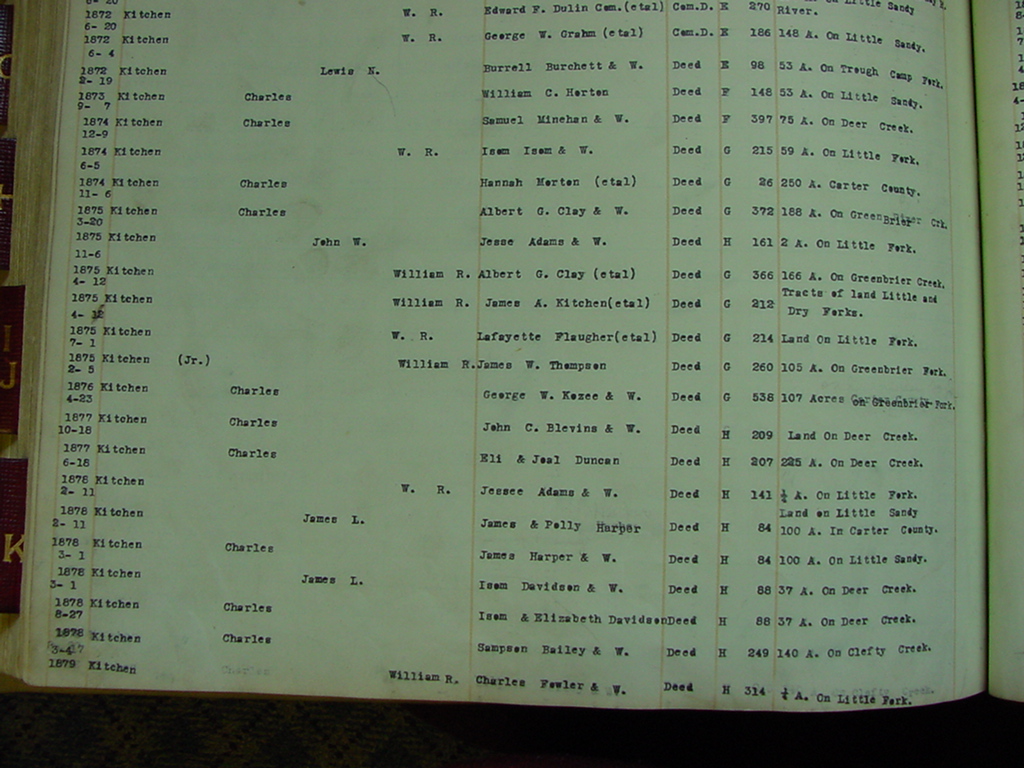 6- 20
1872 Kitchen W. R. Edward F. Dulin Com.(etal) Com.D. E 270 On Little Sandy River.
6- 20
1872 Kitchen W. R. George W. Grahm (etal) Com.D. E 186 148 A. On Little Sandy.
6- 4
1872 Kitchen Lewis N. Burrell Burchett & W. Deed E 98 53 A. On Trough Camp Fork.
2- 19
1873 Kitchen Charles William C. Horton Deed F 148 53 A. On Little Sandy.
9- 7
1874 Kitchen Charles Samuel Minehan & W. Deed F 397 75 A. On Deer Creek.
12-9
1874 Kitchen W. R. Isom Isom & W. Deed G 215 59 A. On Little Fork.
6-5
1874 Kitchen Charles Hannah Morton (etal) Deed G 26 250 A. Carter County.
11- 6
1875 Kitchen Charles Albert G. Clay & W. Deed G 372 188 A. On GreenBrier Crk.
3-20
1875 Kitchen John W. Jesse Adams & W. Deed H 161 2 A. On Little Fork.
11-6
1875 Kitchen William R. Albert G. Clay (etal) Deed G 366 166 A. On Greenbrier Creek.
4- 12
1875 Kitchen William R. James A. Kitchen(etal) Deed G 212 Tracts of land Little and
4- 12 Dry Forks.
1875 Kitchen W. R. Lafayette Flaugher(etal) Deed G 214 Land On Little Fork.
7- 1
1875 Kitchen (Jr.) William R. James W. Thompson Deed G 260 105 A. On Greenbrier Fork.
2- 5
1876 Kitchen Charles George W. Kozee & W. Deed G 538 107 Acres on Greenbrier Fork.
4-23
1877 Kitchen Charles John C. Blevins & W. Deed H 209 Land On Deer Creek.
10-18
1877 Kitchen Charles Eli & Joal Duncan Deed H 207 225 A. On Deer Creek.
6-18
1878 Kitchen W. R. Jessee Adams & W. Deed H 141 ½ A. On Little Fork.
2- 11
1878 Kitchen James L. James & Polly Harper Deed H 84 Land on Little Sandy
2- 11 100 A. In Carter County.
1878 Kitchen Charles James Harper & W. Deed H 84 100 A. On Little Sandy.
3- 1
1878 Kitchen James L. Isom Davidson & W. Deed H 88 37 A. On Deer Creek.
3- 1
1878 Kitchen Charles Isom & Elizabeth Davidson Deed H 88 37 A. On Deer Creek.
8-27
1878 Kitchen Charles Sampson Bailey & W. Deed H 249 140 A. On Clefty Creek.
3-4
1879 Kitchen William R. Charles Fowler & W. Deed H 314 A. On Little Fork.
I
J
K